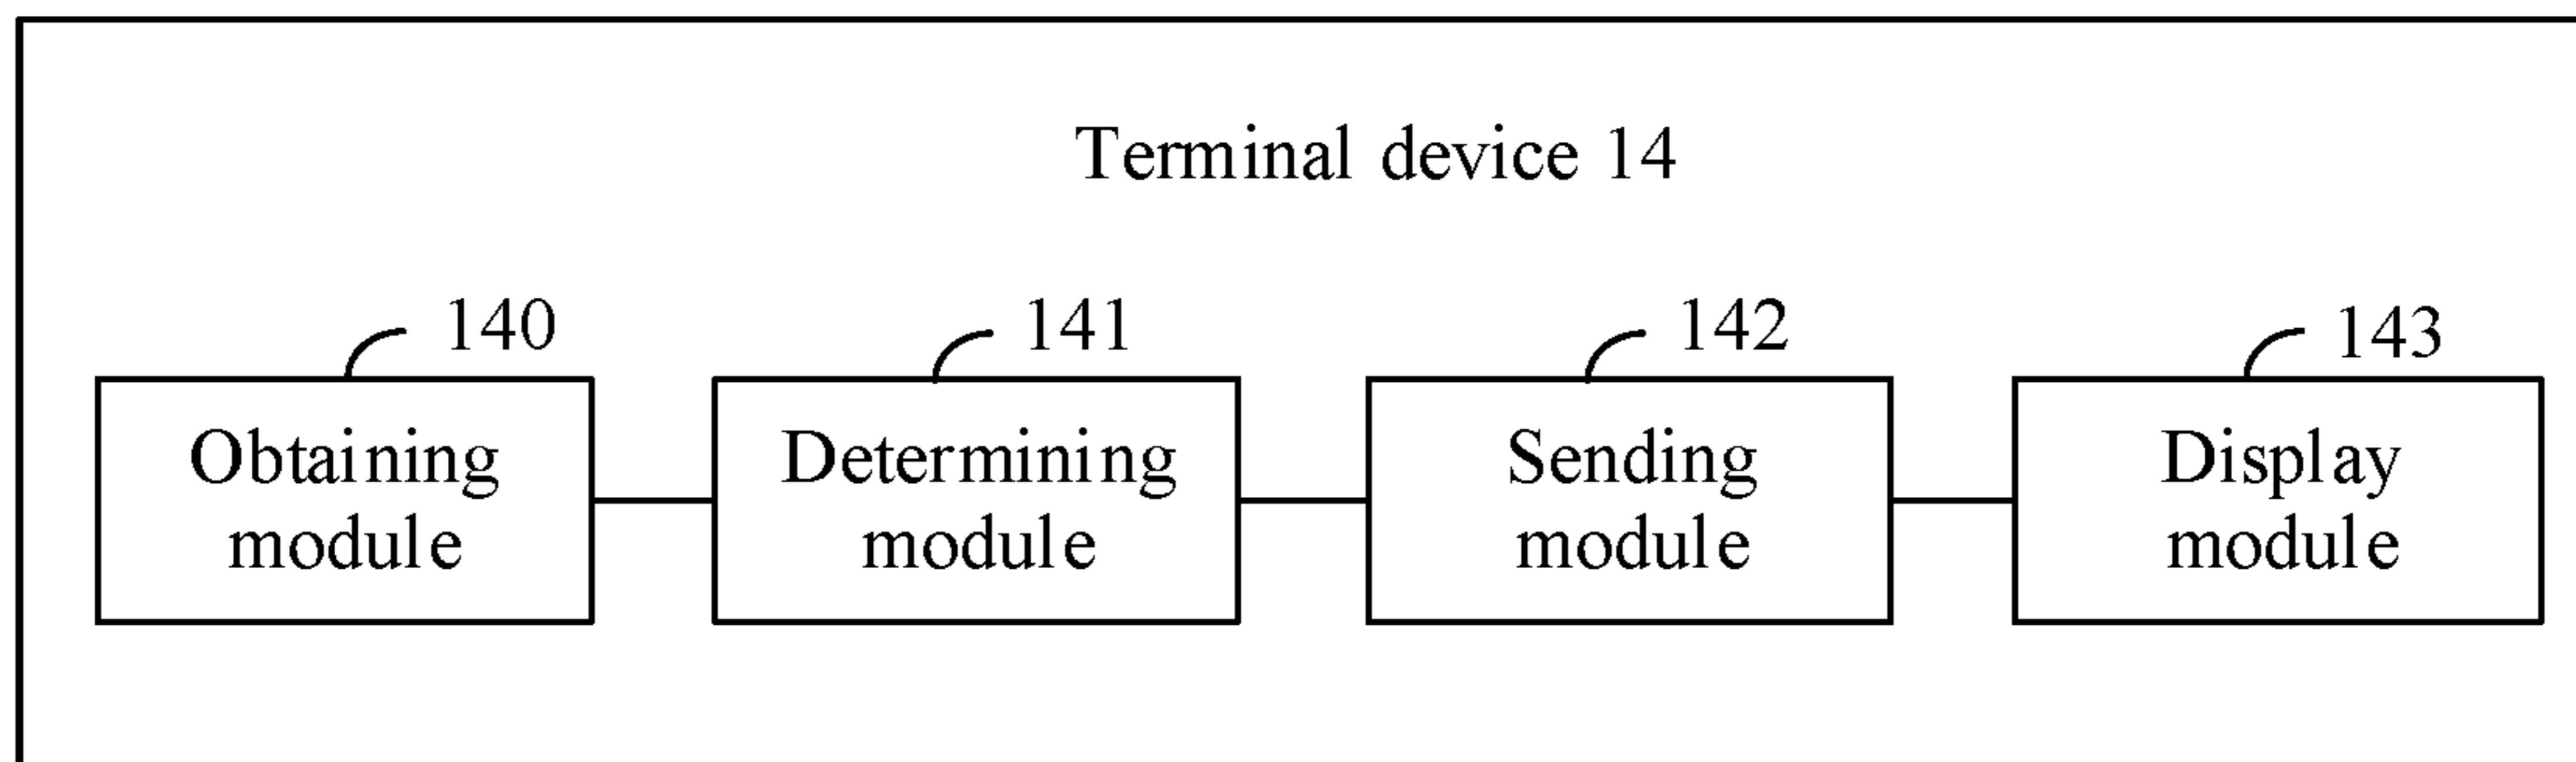 Terminal device 14
140
141
142
143
Obtaining
module
Determining
module
Sending
module
Display
module